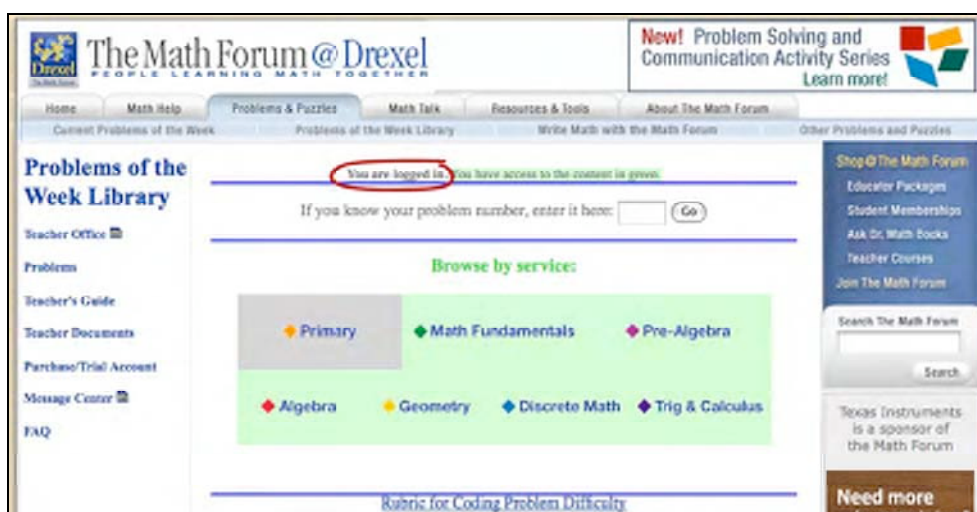 The Math Forum @ Drexel
PEOPLE LEARNING MATH TOGETHER
Drexel
New! Problem Solving and
Communication Activity Series
Learn more!
Home
Math Help
Problems & Puzzles
Math Talk
Resources & Tools
About The Math Forum
Current Problems of the Week
Problems of the Week Library
Write Math with the Math Forum
Other Problems and Puzzles
Problems of the
Week Library
Teacher Office
Problems
Teacher's Guide
Teacher Documents
Purchase/Trial Account
Message Center
FAQ
You are logged in. You have access to the content in green.
If you know your problem number, enter it here:
Go
Browse by service:
Primary
Math Fundamentals
Pre-Algebra
Algebra
Geometry
Discrete Math
Trig & Calculus
Rubric for Coding Problem Difficulty
Shop@The Math Forum
Educator Packages
Student Memberships
Ask Dr. Math Books
Teacher Courses
Join The Math Forum
Search The Math Forum
Search
Texas Instruments
is a sponsor of
the Math Forum
Need more